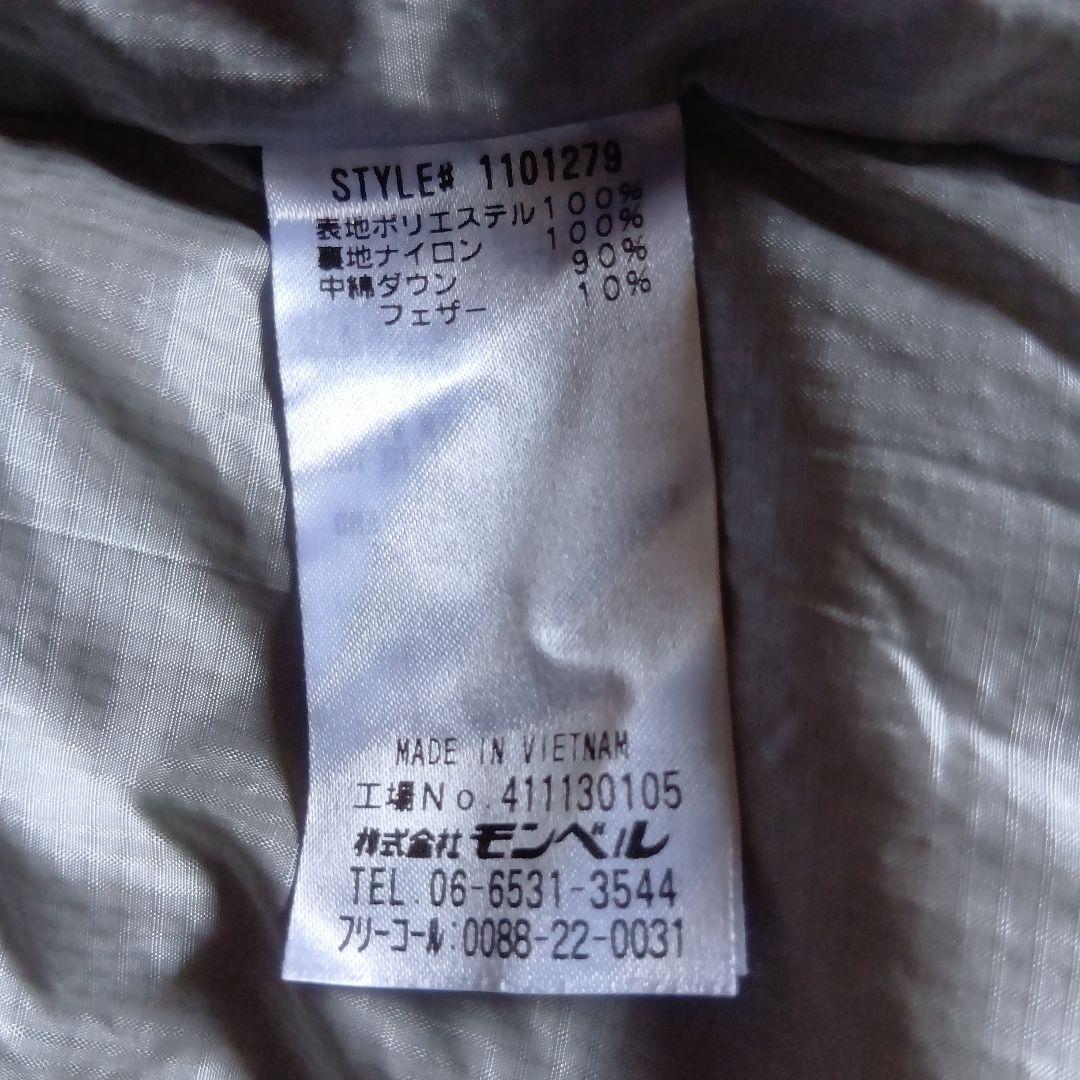 STYLE# 1101279
表地ポリエステル100%
裏地ナイロン 100%
中綿ダウン 90%
フェザー 10%
MADE IN VIETNAM
工場No.411130105
株式会社 モンベル
TEL.06-6531-3544
フリーコール:0088-22-0031